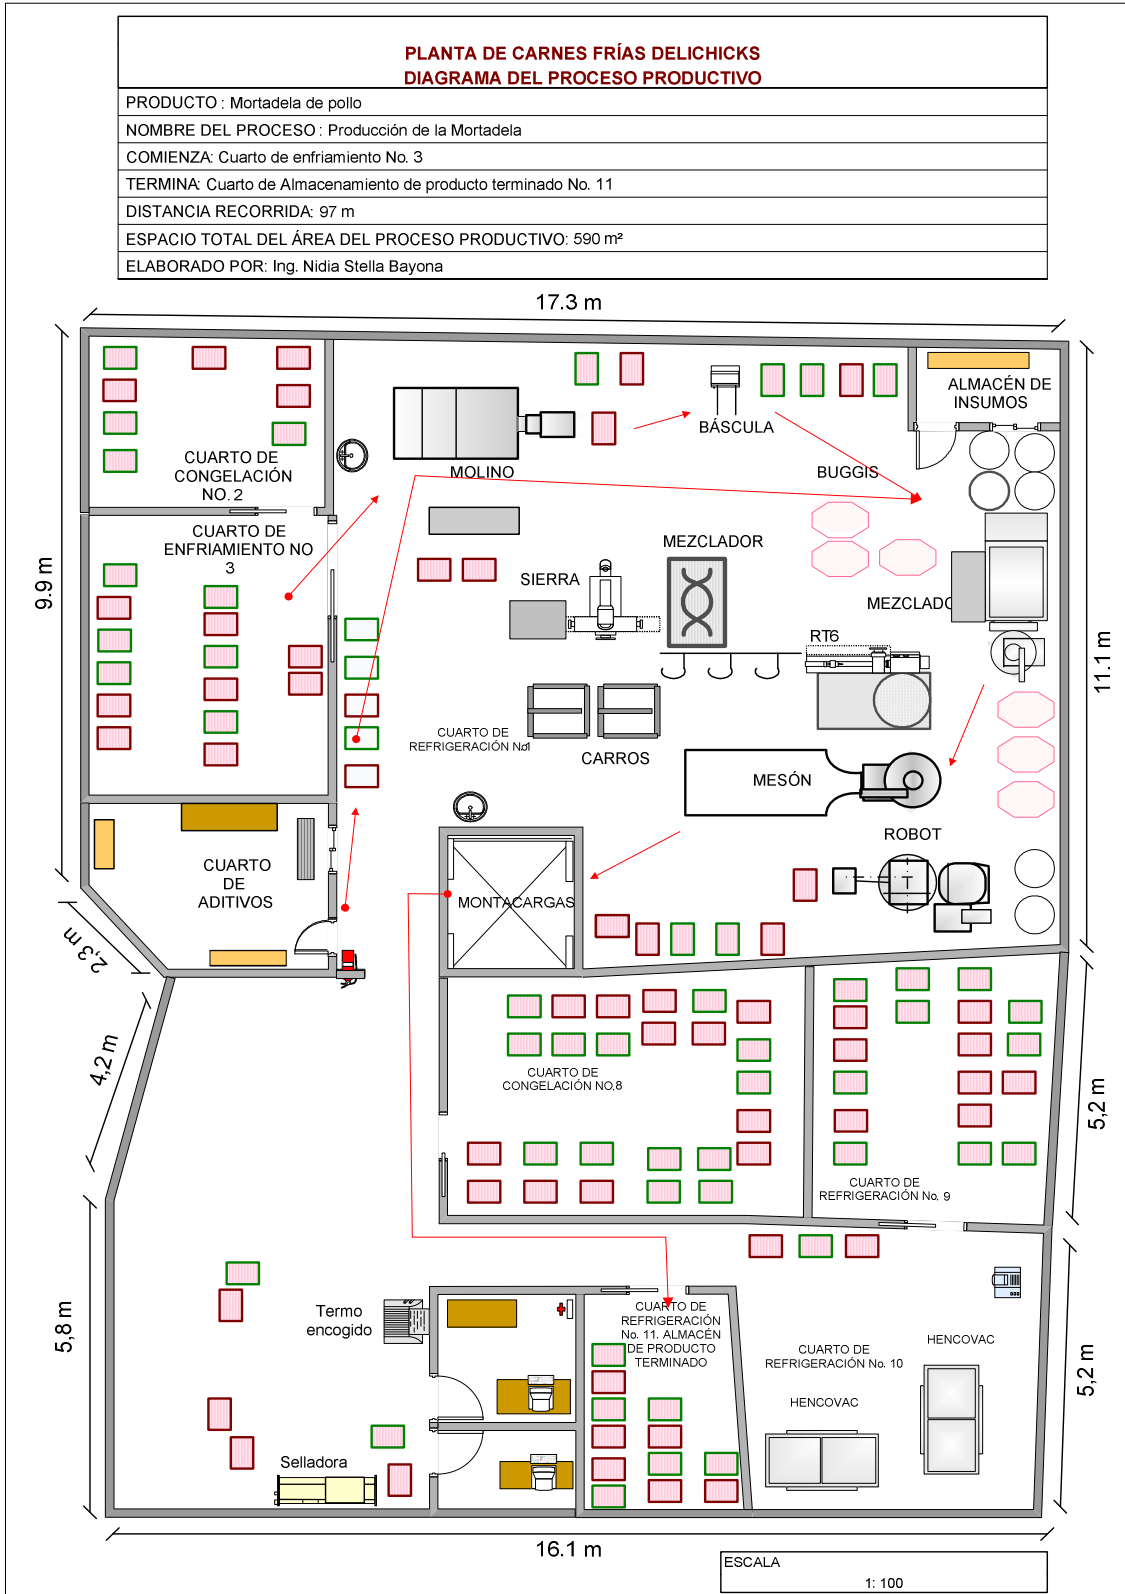 PLANTA DE CARNES FRÍAS DELICHICKS
DIAGRAMA DEL PROCESO PRODUCTIVO
PRODUCTO : Mortadela de pollo
NOMBRE DEL PROCESO : Producción de la Mortadela
COMIENZA: Cuarto de enfriamiento No. 3
TERMINA: Cuarto de Almacenamiento de producto terminado No. 11
DISTANCIA RECORRIDA: 97 m
ESPACIO TOTAL DEL ÁREA DEL PROCESO PRODUCTIVO: 590 m²
ELABORADO POR: Ing. Nidia Stella Bayona
17.3 m
ALMACÉN DE
INSUMOS
BÁSCULA
MOLINO
BUGGIS
CUARTO DE
CONGELACIÓN
NO. 2
CUARTO DE
ENFRIAMIENTO NO
3
9.9 m
MEZCLADOR
SIERRA
MEZCLADO
RT6
11.1 m
CUARTO DE
REFRIGERACIÓN No1
CARROS
MESÓN
ROBOT
CUARTO
DE
ADITIVOS
MONTACARGAS
2,3 m
4,2 m
CUARTO DE
CONGELACIÓN NO.8
5,2 m
CUARTO DE
REFRIGERACIÓN No. 9
Termo
encogido
CUARTO DE
REFRIGERACIÓN
No. 11. ALMACÉN
DE PRODUCTO
TERMINADO
5,8 m
HENCOVAC
CUARTO DE
REFRIGERACIÓN No. 10
HENCOVAC
5,2 m
Selladora
16.1 m
ESCALA
1: 100